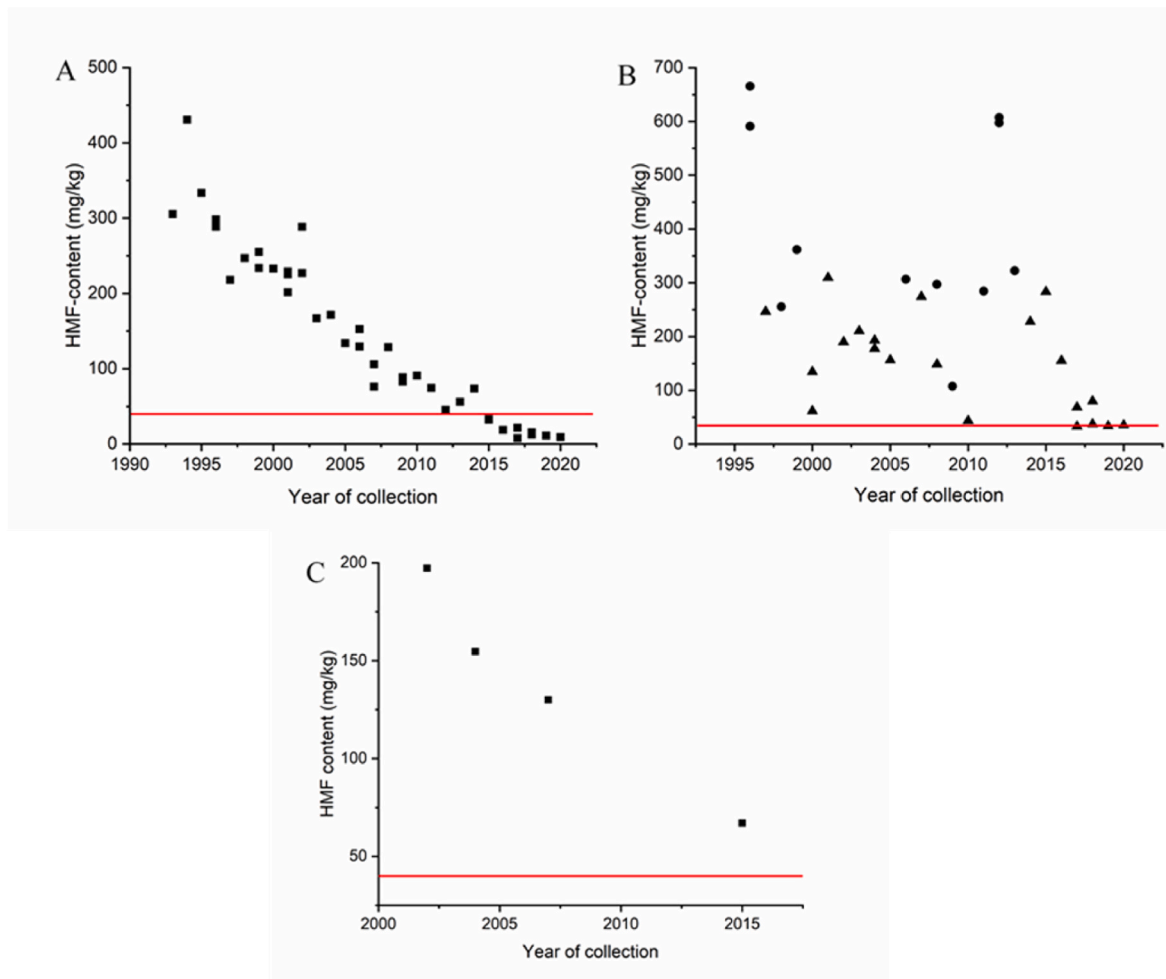 A
HMF-content (mg/kg)
500
400
300
200
100
0
1990 1995 2000 2005 2010 2015 2020
Year of collection
B
HMF-content (mg/kg)
700
600
500
400
300
200
100
0
1995 2000 2005 2010 2015 2020
Year of collection
C
HMF content (mg/kg)
200
150
100
50
2000 2005 2010 2015
Year of collection